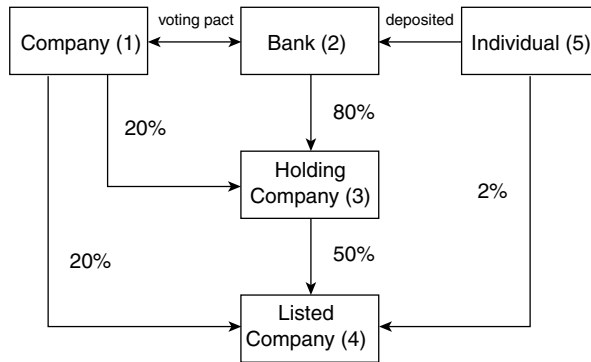 Company (1)
voting pact
Bank (2)
deposited
Individual (5)
20%
80%
Holding
Company (3)
2%
20%
50%
Listed
Company (4)